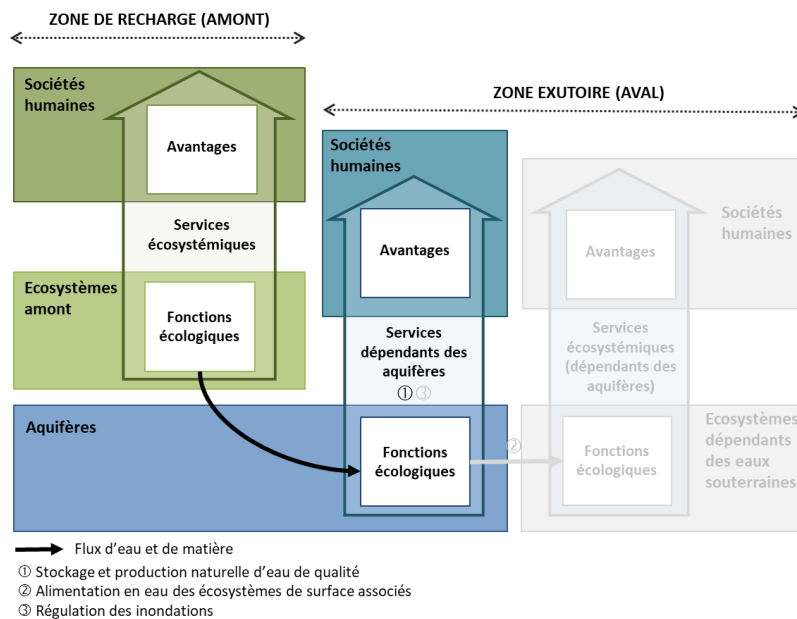 ZONE DE RECHARGE (AMONT)
Sociétés
humaines
Avantages
Services
écosystémiques
Ecosystèmes
amont
Fonctions
écologiques
ZONE EXUTOIRE (AVAL)
Sociétés
humaines
Avantages
Services
dépendants des
aquifères
① ③
Aquifères
Fonctions
écologiques
②
Sociétés
humaines
Avantages
Services
écosystémiques
(dépendants des
aquifères)
Fonctions
écologiques
Ecosystèmes
dépendants
des eaux
souterraines
Flux d'eau et de matière
① Stockage et production naturelle d'eau de qualité
② Alimentation en eau des écosystèmes de surface associés
③ Régulation des inondations